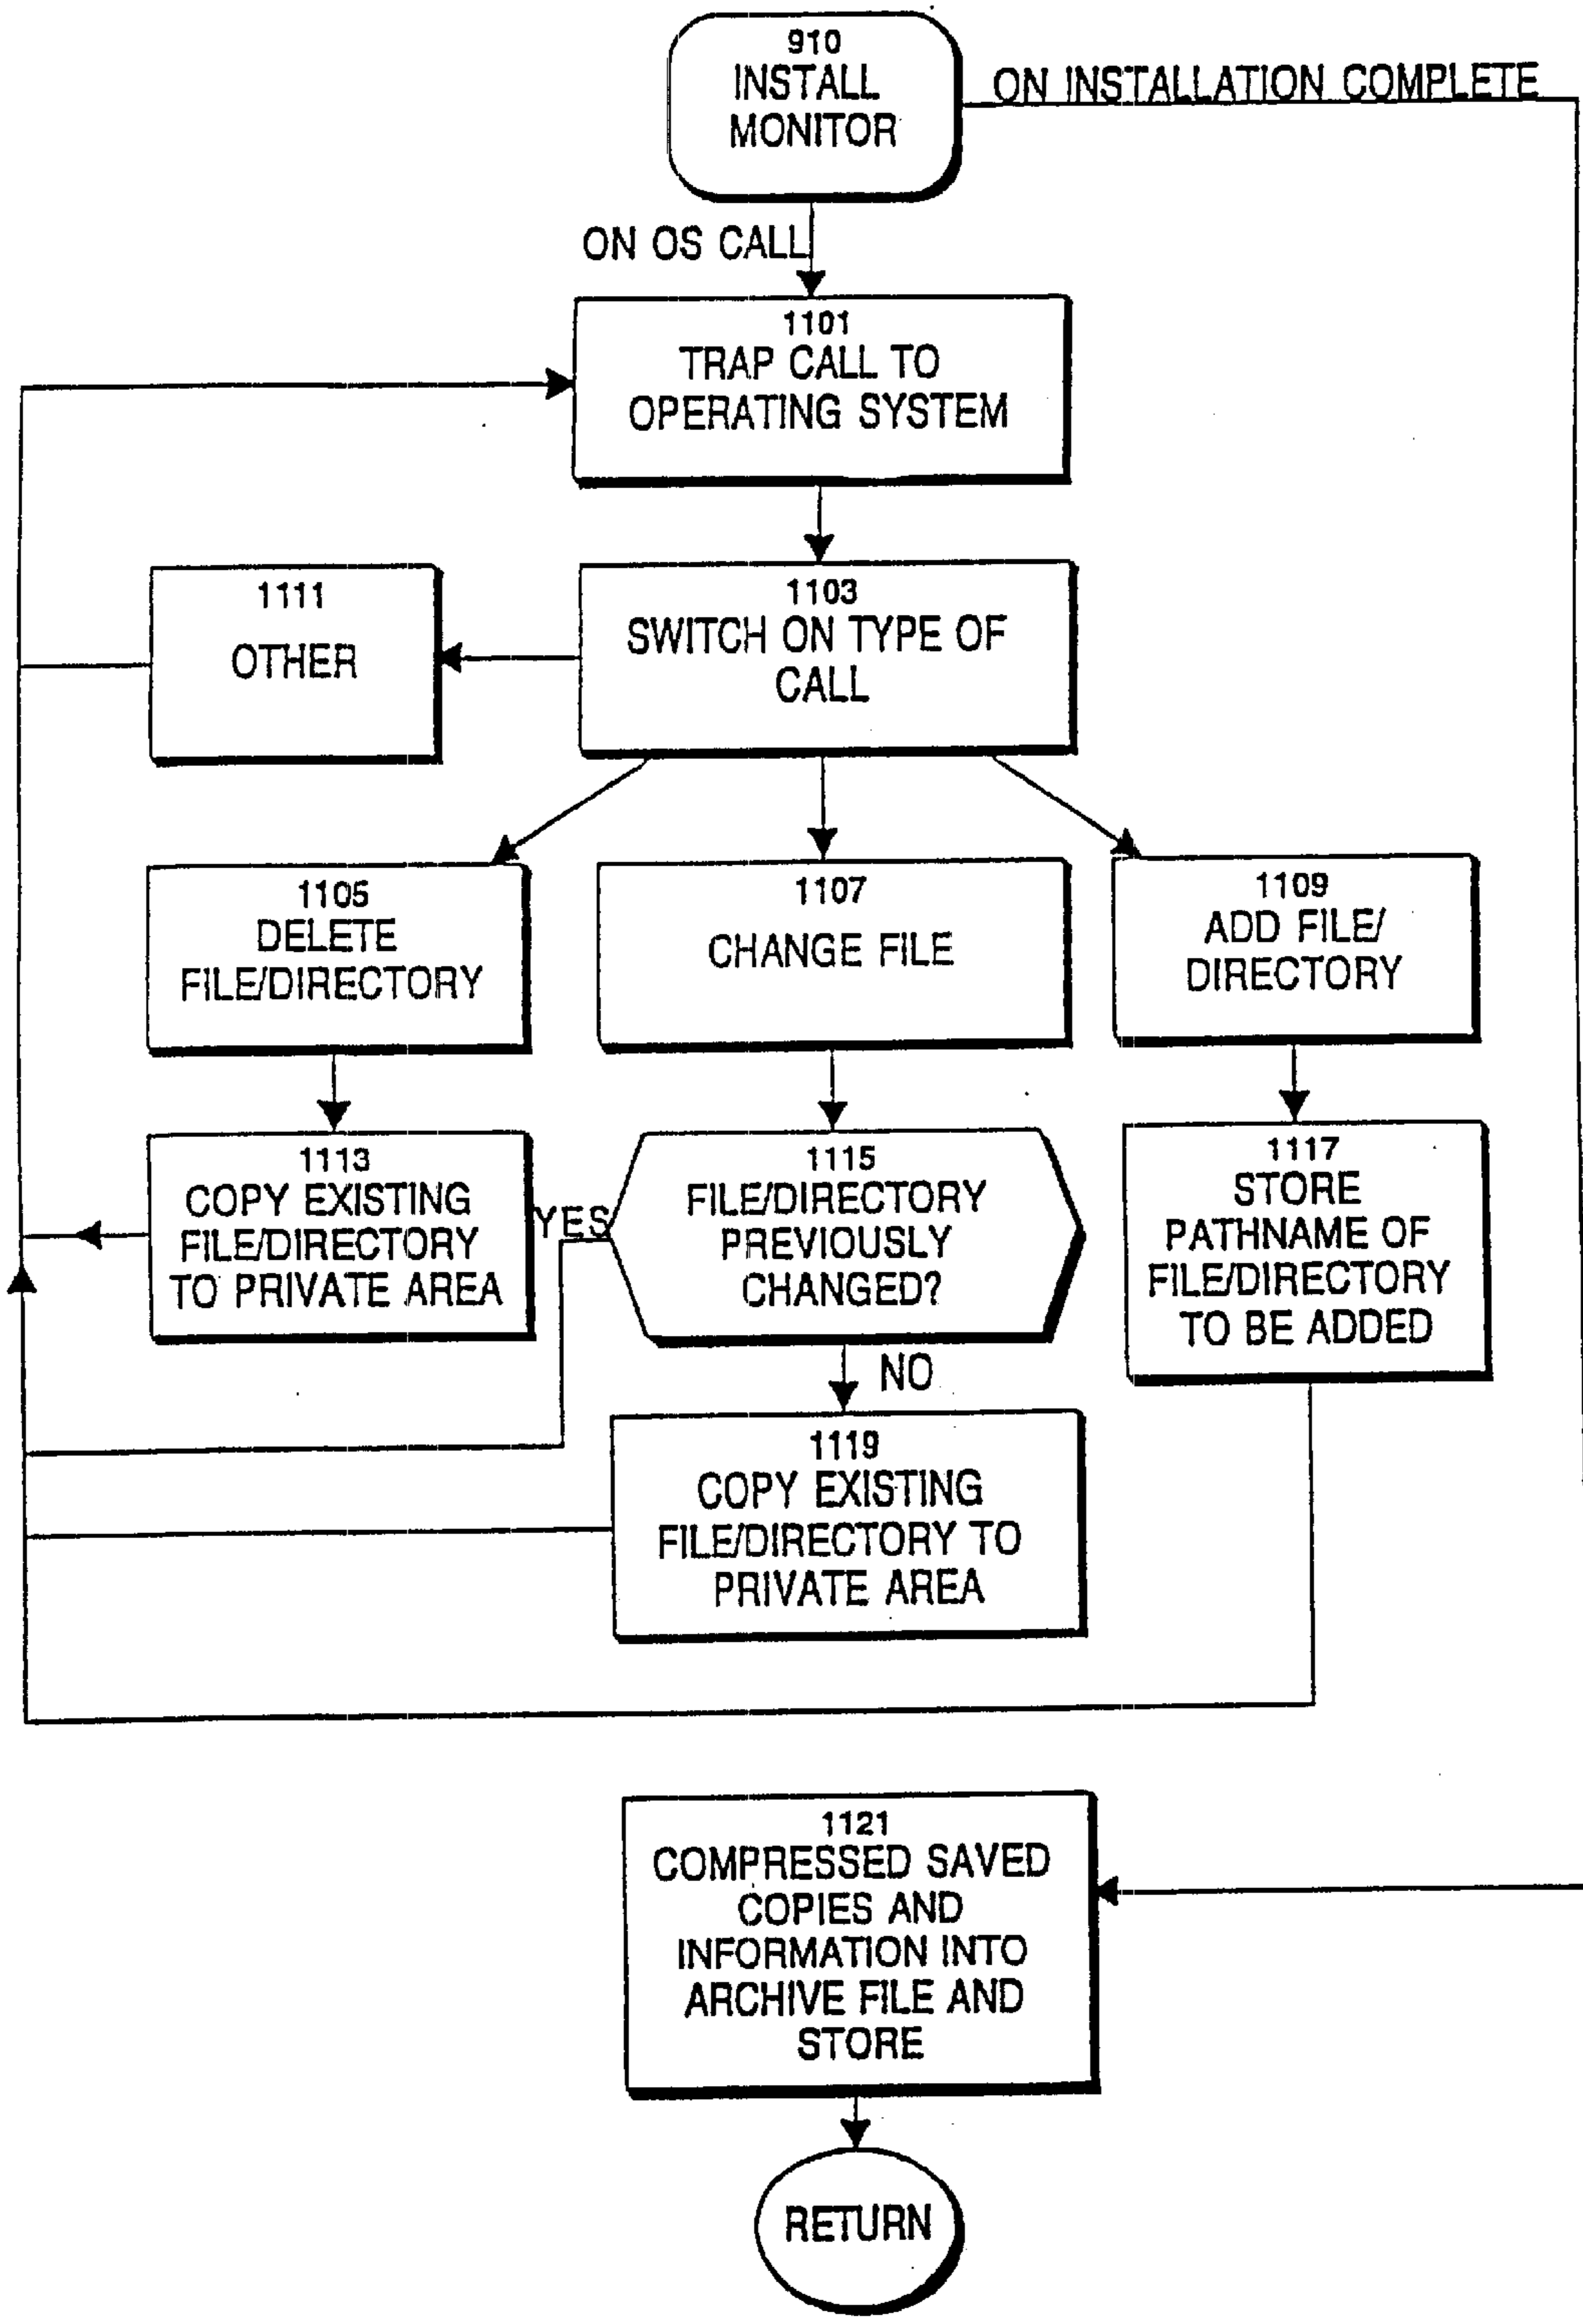 910
INSTALL
MONITOR
ON INSTALLATION COMPLETE
ON OS CALL
1101
TRAP CALL TO
OPERATING SYSTEM
1111
OTHER
1103
SWITCH ON TYPE OF
CALL
1105
DELETE
FILE/DIRECTORY
1107
CHANGE FILE
1109
ADD FILE/
DIRECTORY
1113
COPY EXISTING
FILE/DIRECTORY
TO PRIVATE AREA
YES
1115
FILE/DIRECTORY
PREVIOUSLY
CHANGED?
1117
STORE
PATHNAME OF
FILE/DIRECTORY
TO BE ADDED
NO
1119
COPY EXISTING
FILE/DIRECTORY TO
PRIVATE AREA
1121
COMPRESSED SAVED
COPIES AND
INFORMATION INTO
ARCHIVE FILE AND
STORE
RETURN